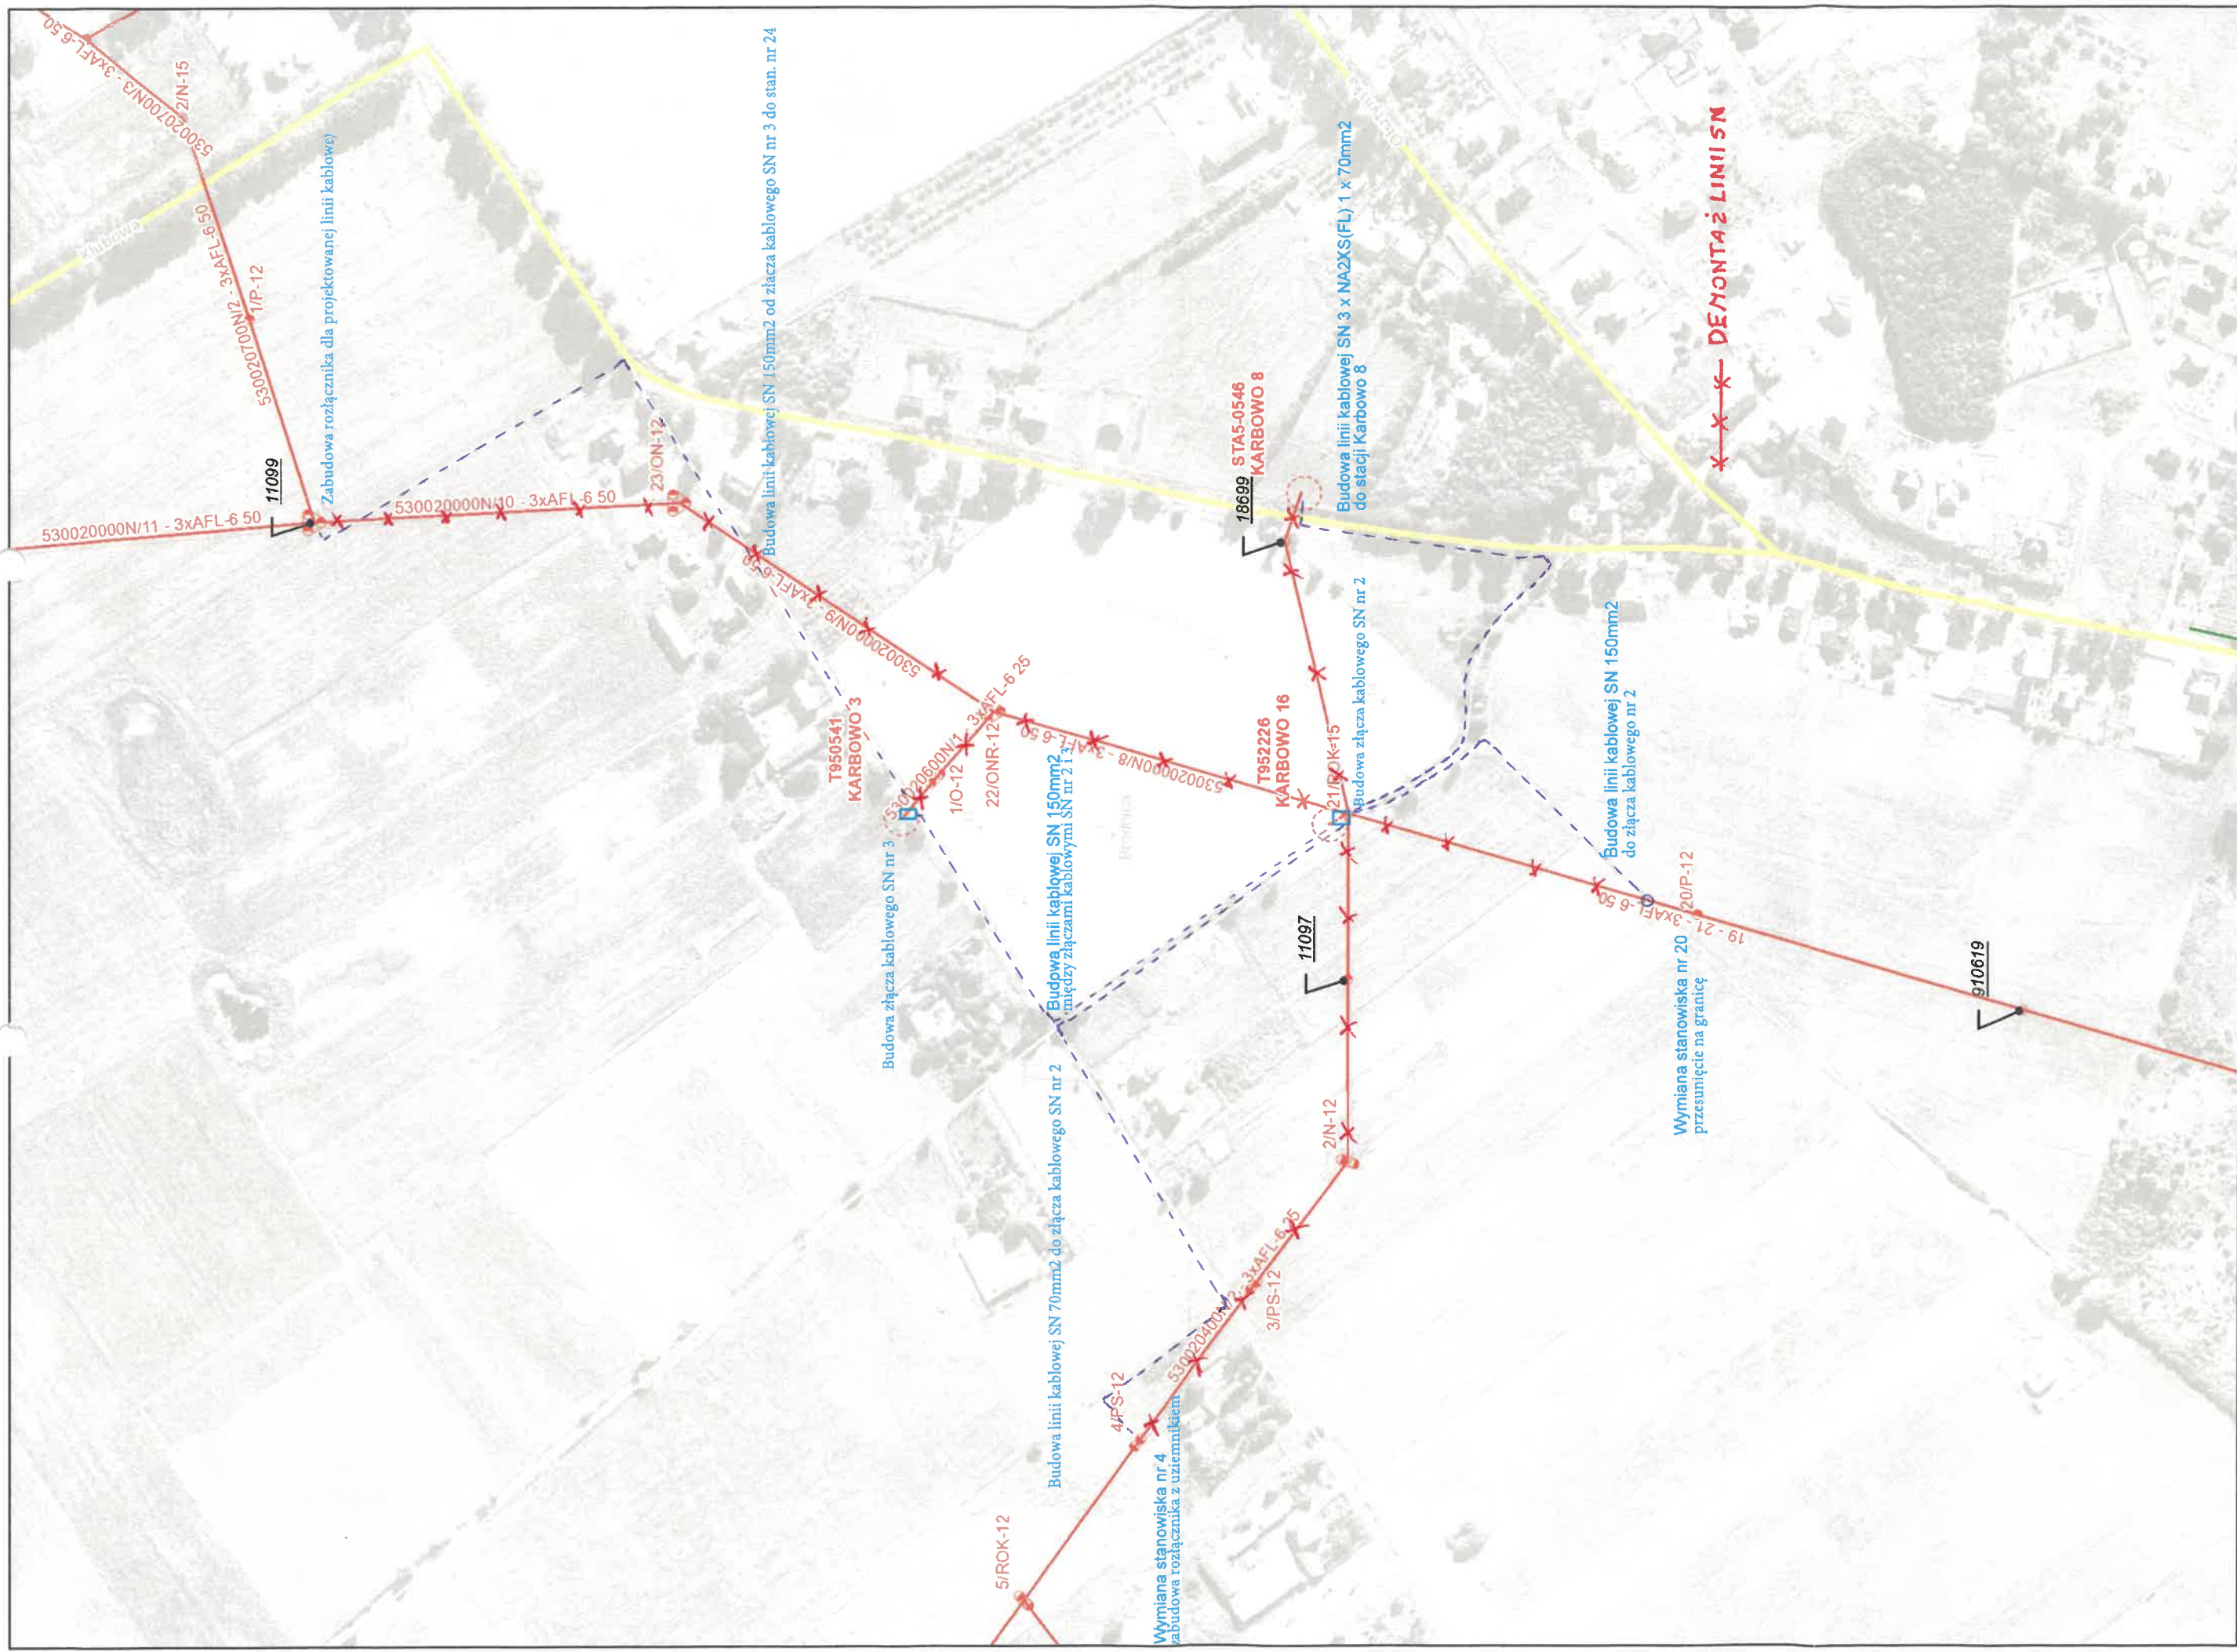 530020700N/3 - 3xAFL-6 50
2/N-15
Klubowa
530020700N/2 - 3xAFL-6 50
1/P-12
11099
530020000N/11 - 3xAFL-6 50
Zabudowa rozłącznika dla projektowanej linii kablowej
530020000N/10 - 3xAFL-6 50
23/ON-12
Budowa linii kablowej SN 150mm2 od złącza kablowego SN nr 3 do stan. nr 24
530020000N/9 - 3xAFL-6 50
T950541
KARBOWO 3
530020600N/1 - 3xAFL-6 25
1/O-12
22/ONR-12
Budowa złącza kablowego SN nr 3
530020000N/8 - 3xAFL-6 50
Budowa linii kablowej SN 150mm2
między złączami kablowymi SN nr 2 i 3
Brodnica
18699
STA5-0546
KARBOWO 8
Budowa linii kablowej SN 3 x NA2XS(FL) 1 x 70mm2
do stacji Karbowo 8
T952226
KARBOWO 16
21/ROK-15
Budowa złącza kablowego SN nr 2
11097
Budowa linii kablowej SN 70mm2 do złącza kablowego SN nr 2
2/N-12
530020400N/2 - 3xAFL-6 25
3/PS-12
4/PS-12
Wymiana stanowiska nr 4
zabudowa rozłącznika z uziemnikiem
5/ROK-12
Budowa linii kablowej SN 150mm2
do złącza kablowego nr 2
20/P-12
19 - 21 - 3xAFL-6 50
Wymiana stanowiska nr 20
przesunięcie na granicę
910619
DEMONTAŻ LINII SN